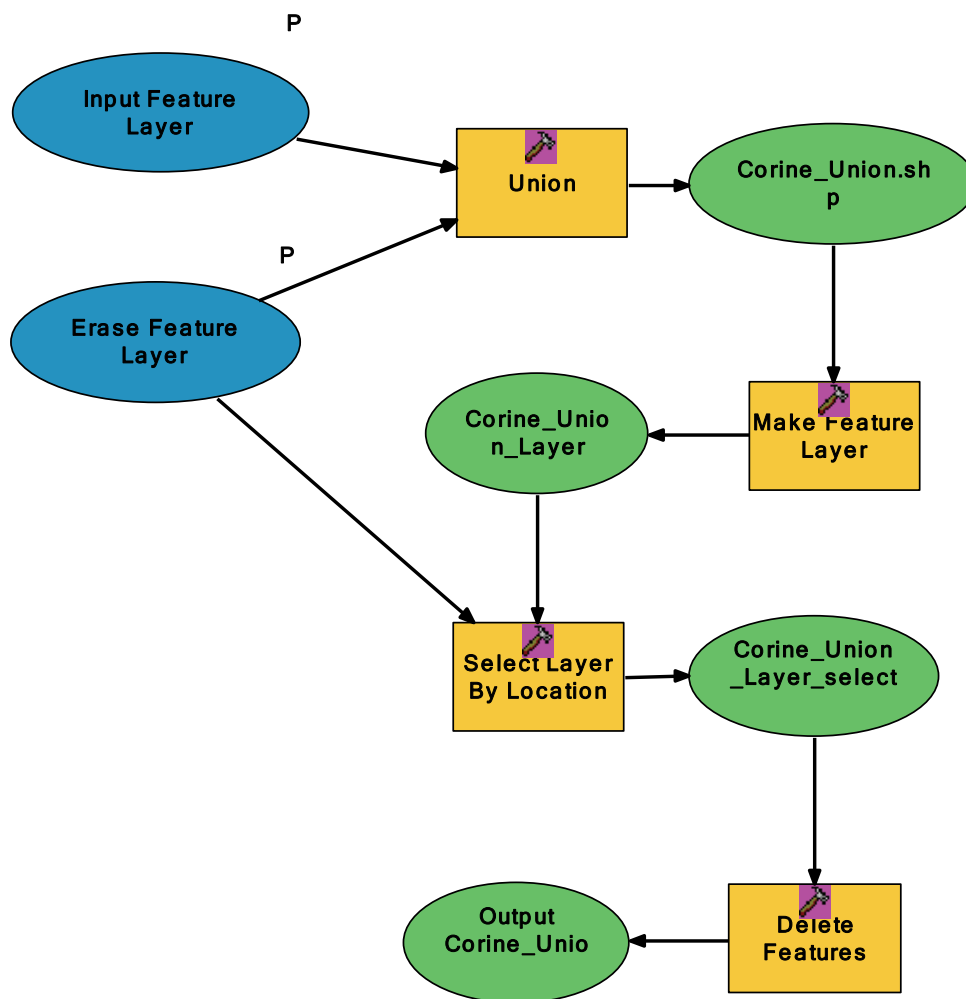 P
Input Feature
Layer
Union
Corine_Union.sh
p
P
Erase Feature
Layer
Make Feature
Layer
Corine_Unio
n_Layer
Select Layer
By Location
Corine_Union
_Layer_select
Delete
Features
Output
Corine_Unio